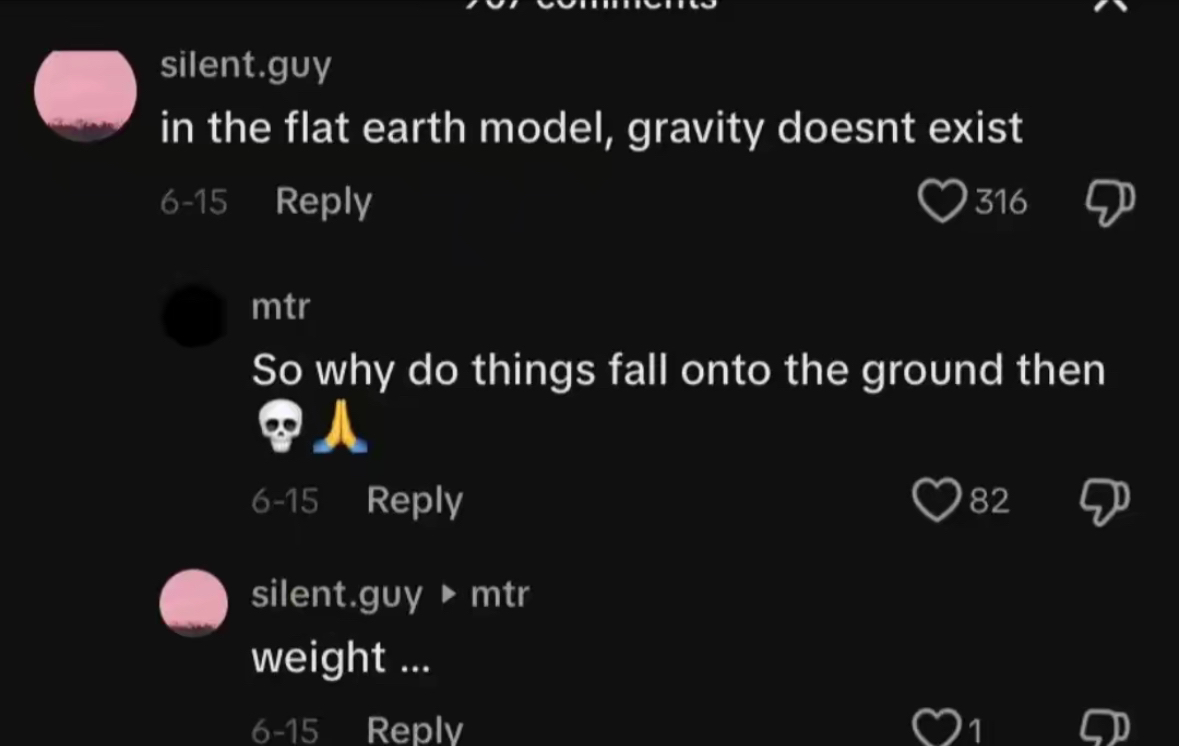 comments
silent.guy
in the flat earth model, gravity doesnt exist
6-15 Reply 316
mtr
So why do things fall onto the ground then
💀🙏
6-15 Reply 82
silent.guy ▸ mtr
weight ...
6-15 Reply 1